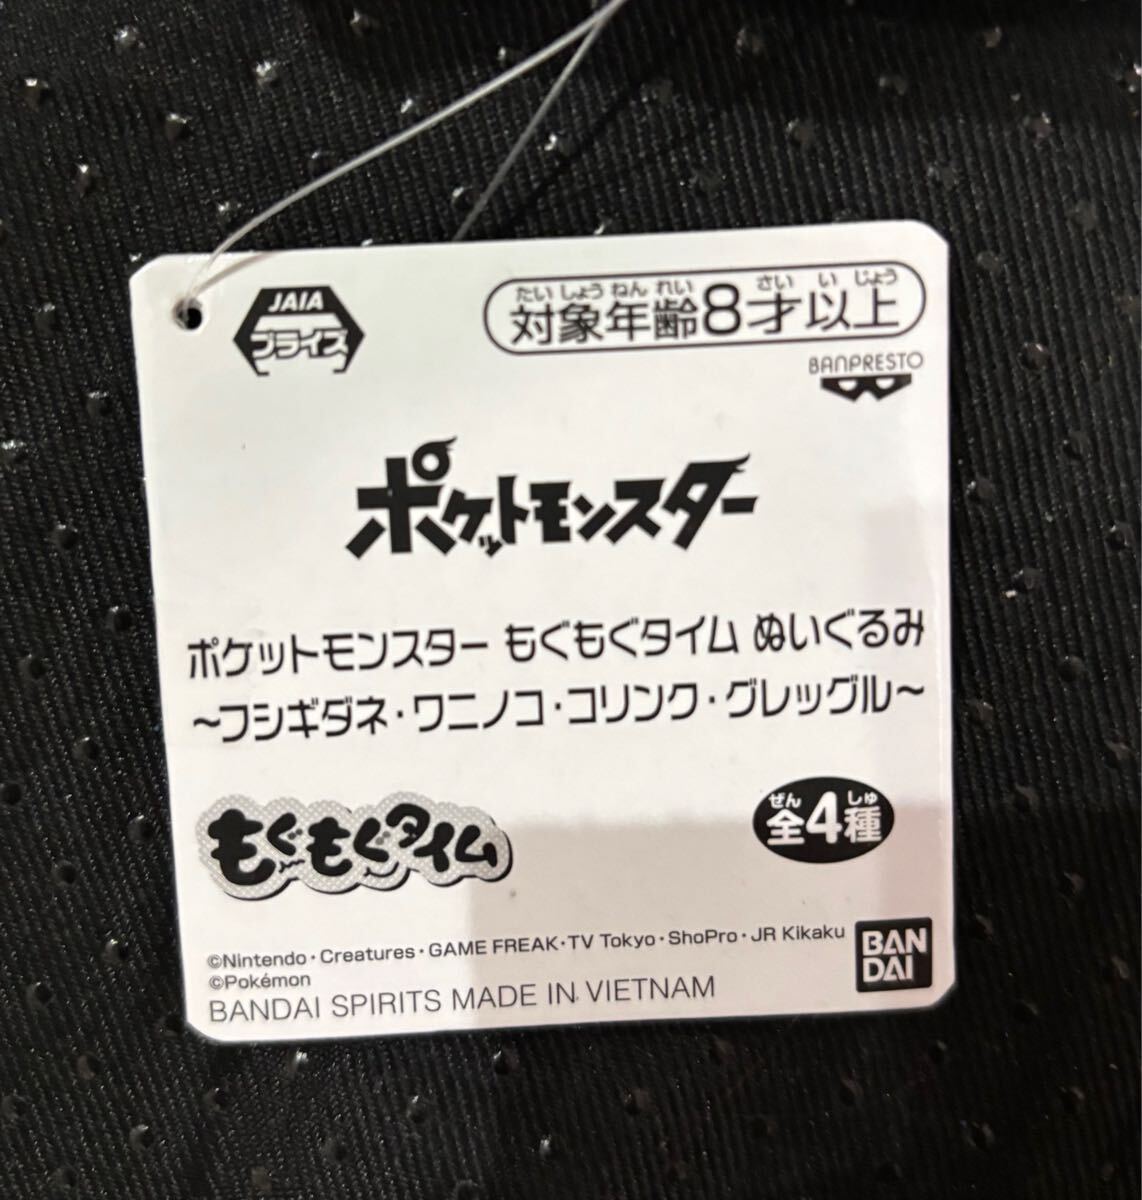 JAIA
プライズ
たいしょうねんれい さいいじょう
対象年齢8才以上
BANPRESTO
ポケットモンスター
ポケットモンスター もぐもぐタイム ぬいぐるみ
~フシギダネ・ワニノコ・コリンク・グレッグル~
もぐもぐタイム
ぜん しゅ
全4種
©Nintendo・Creatures・GAME FREAK・TV Tokyo・ShoPro・JR Kikaku
©Pokémon
BANDAI SPIRITS MADE IN VIETNAM
BAN
DAI